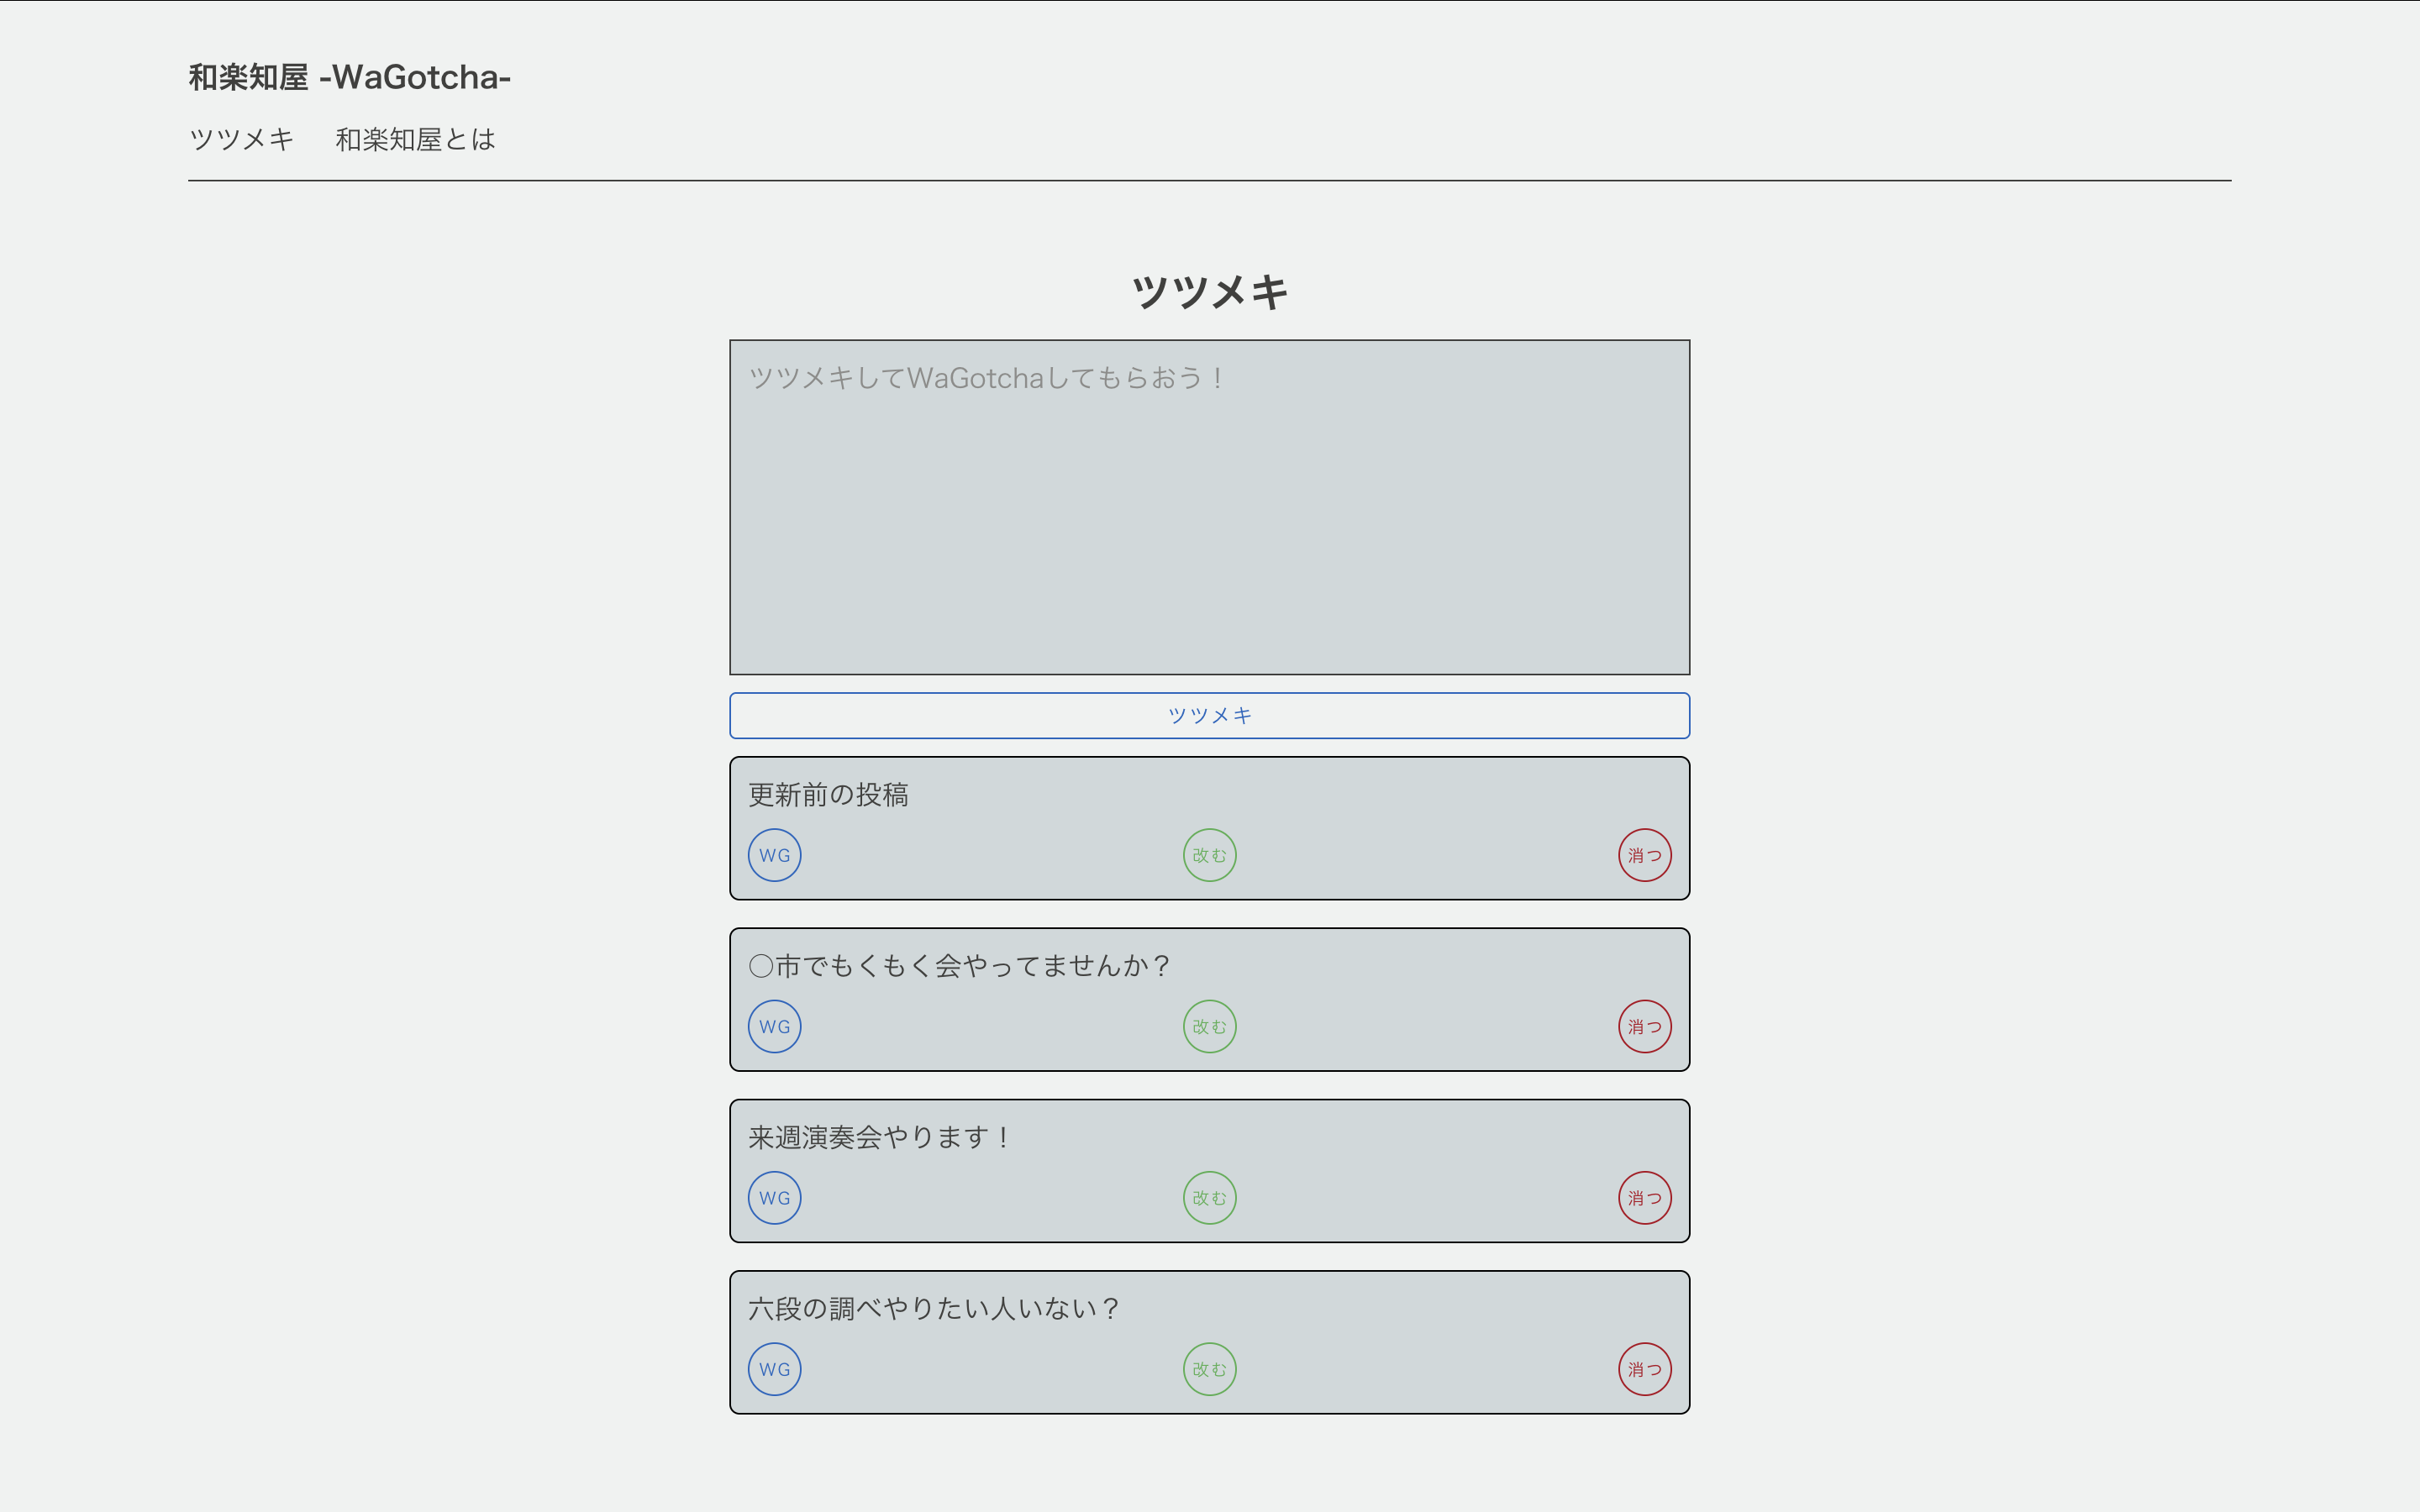 和楽知屋 -WaGotcha-
ツツメキ 和楽知屋とは
ツツメキ
ツツメキしてWaGotchaしてもらおう！
ツツメキ
更新前の投稿
WG 改む 消つ
〇市でもくもく会やってませんか？
WG 改む 消つ
来週演奏会やります！
WG 改む 消つ
六段の調べやりたい人いない？
WG 改む 消つ